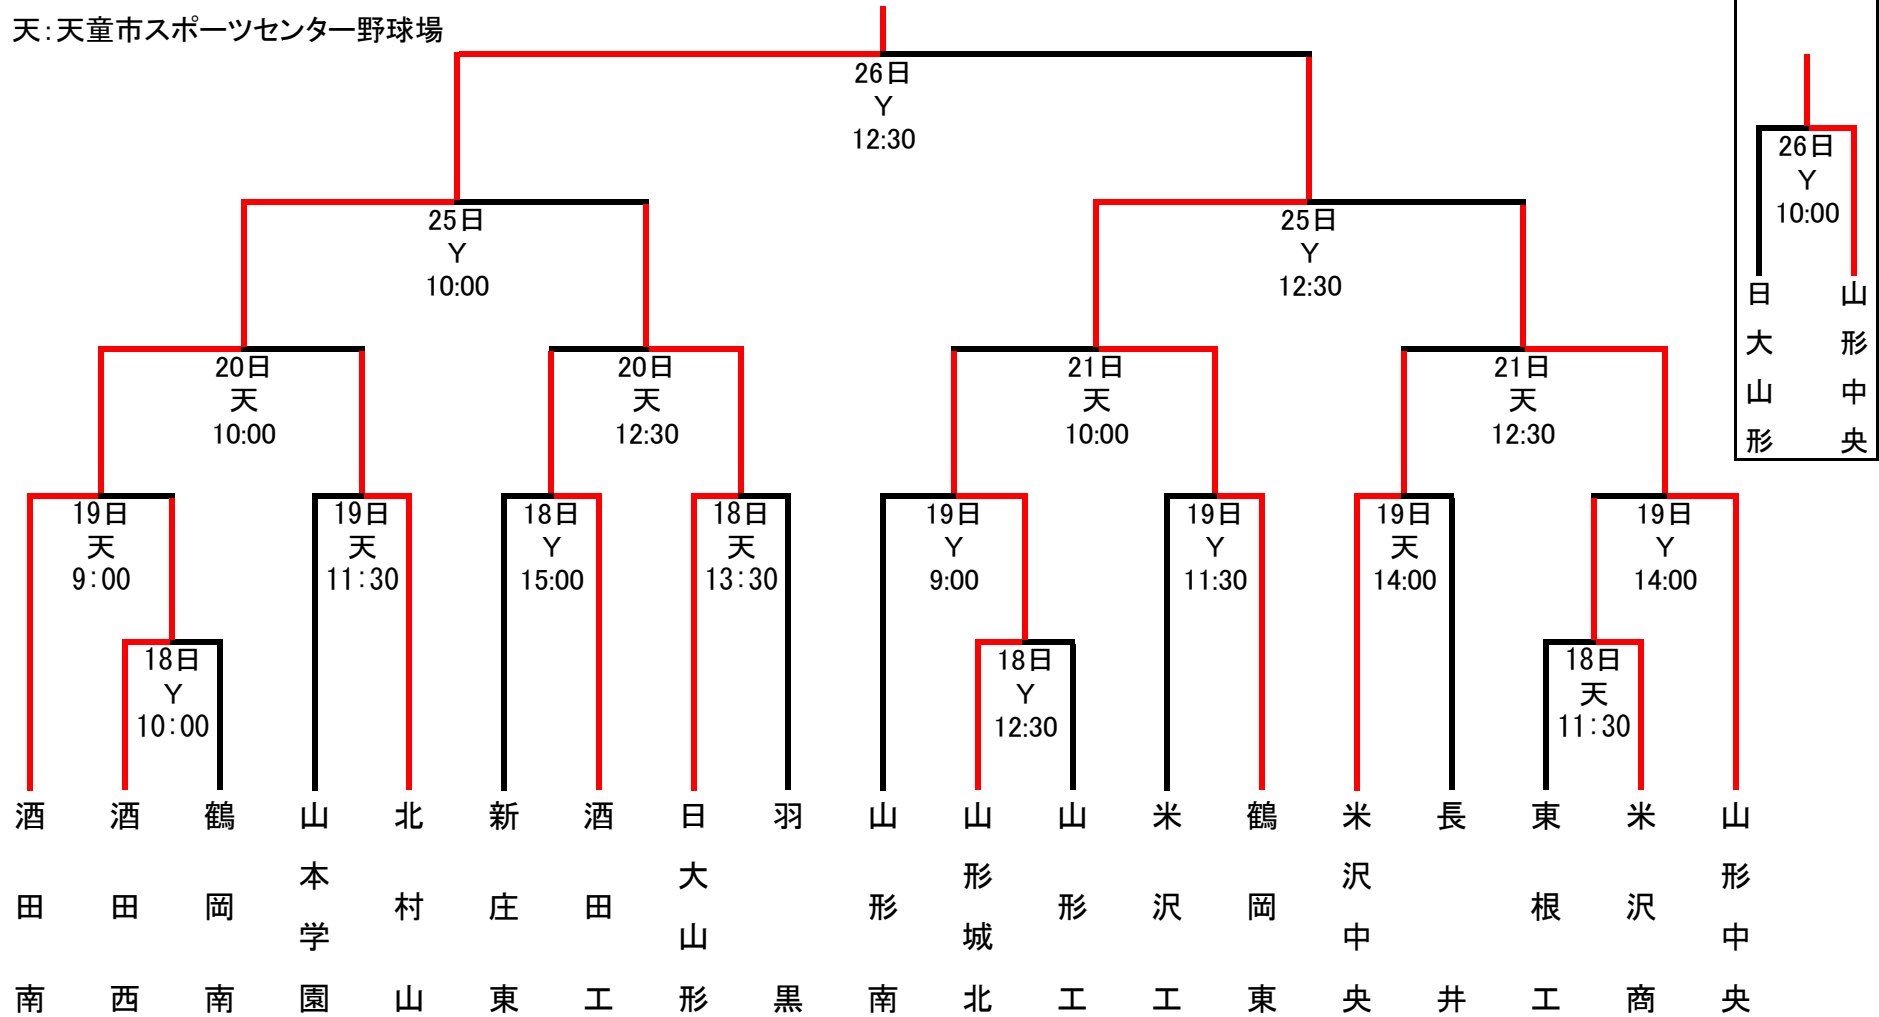 天：天童市スポーツセンター野球場
26日
Y
12:30
26日
Y
10:00
日大山形
山形中央
25日
Y
10:00
25日
Y
12:30
20日
天
10:00
20日
天
12:30
21日
天
10:00
21日
天
12:30
19日
天
9：00
19日
天
11：30
18日
Y
15:00
18日
天
13：30
19日
Y
9:00
19日
Y
11:30
19日
天
14:00
19日
Y
14:00
18日
Y
10：00
18日
Y
12:30
18日
天
11：30
酒田南
酒田西
鶴岡南
山本学園
北村山
新庄東
酒田工
日大山形
羽黒
山形南
山形城北
山形工
米沢工
鶴岡東
米沢中央
長井
東根工
米沢商
山形中央